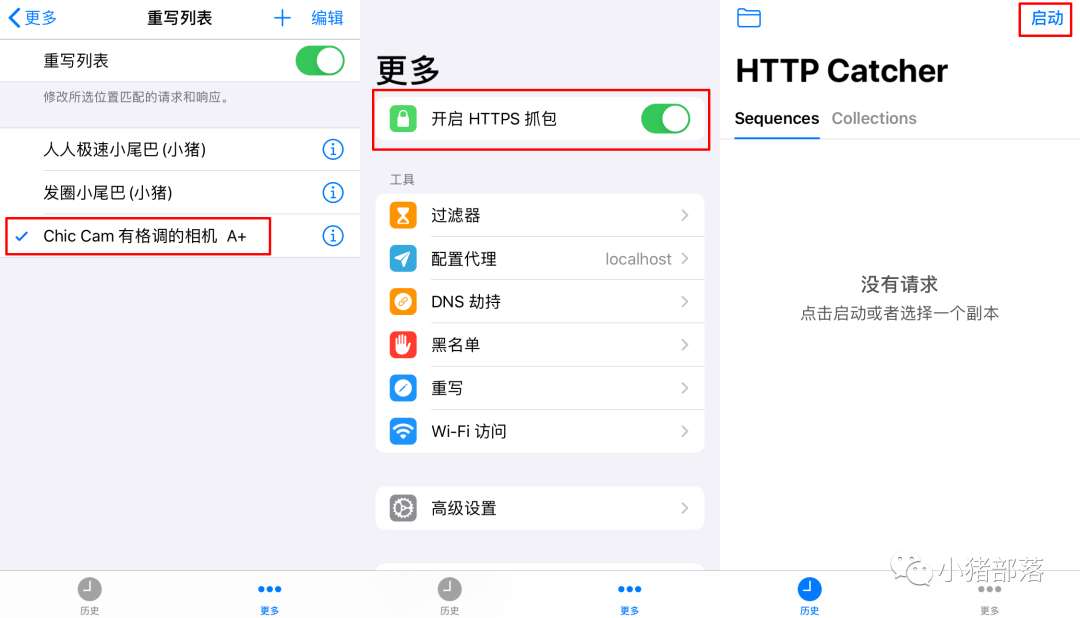 更多
重写列表
编辑
重写列表
修改所选位置匹配的请求和响应。
人人极速小尾巴(小猪)
发圈小尾巴(小猪)
Chic Cam 有格调的相机 A+
历史
更多
更多
开启 HTTPS 抓包
工具
过滤器
配置代理 localhost
DNS 劫持
黑名单
重写
Wi-Fi 访问
高级设置
历史
更多
启动
HTTP Catcher
Sequences Collections
没有请求
点击启动或者选择一个副本
小猪部落
历史
更多